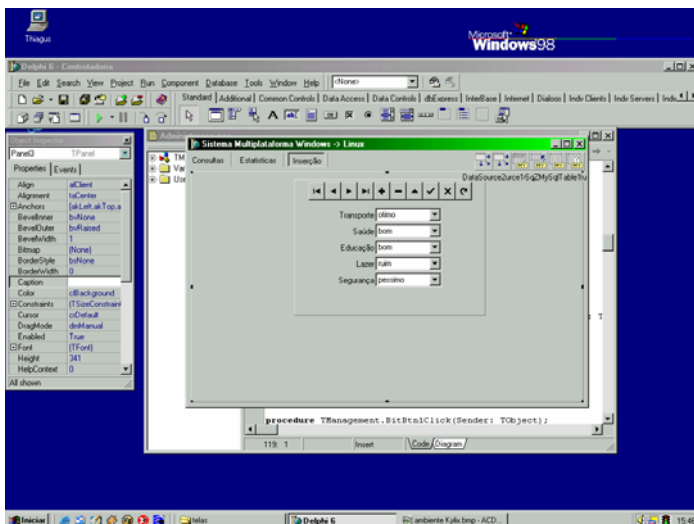 Thiagus
Microsoft
Windows98
Delphi 6 - Controladoria
File Edit Search View Project Run Component Database Tools Window Help <None>
Standard Additional Common Controls Data Access Data Controls dbExpress InterBase Internet Dialogs Indy Clients Indy Servers
Object Inspector
Panel3 TPanel
Properties Events
Align alClient
Alignment taCenter
Anchors [akLeft,akTop,a
BevelInner bvNone
BevelOuter bvRaised
BevelWidth 1
Bitmap (None)
BorderStyle bsNone
BorderWidth 0
Caption
Color clBackground
Constraints (TSizeConstraint
Cursor crDefault
DragMode dmManual
Enabled True
Font (TFont)
Height 341
HelpContext 0
All shown
Sistema Multiplataforma Windows -> Linux
Consultas Estatísticas Inserção
Transporte otimo
Saúde bom
Educação bom
Lazer ruim
Segurança pessimo
procedure TManagement.BitBtn1Click(Sender: TObject);
119: 1 Insert Code Diagram
Iniciar telas Delphi 6 ambiente Kylix.bmp - ACD...